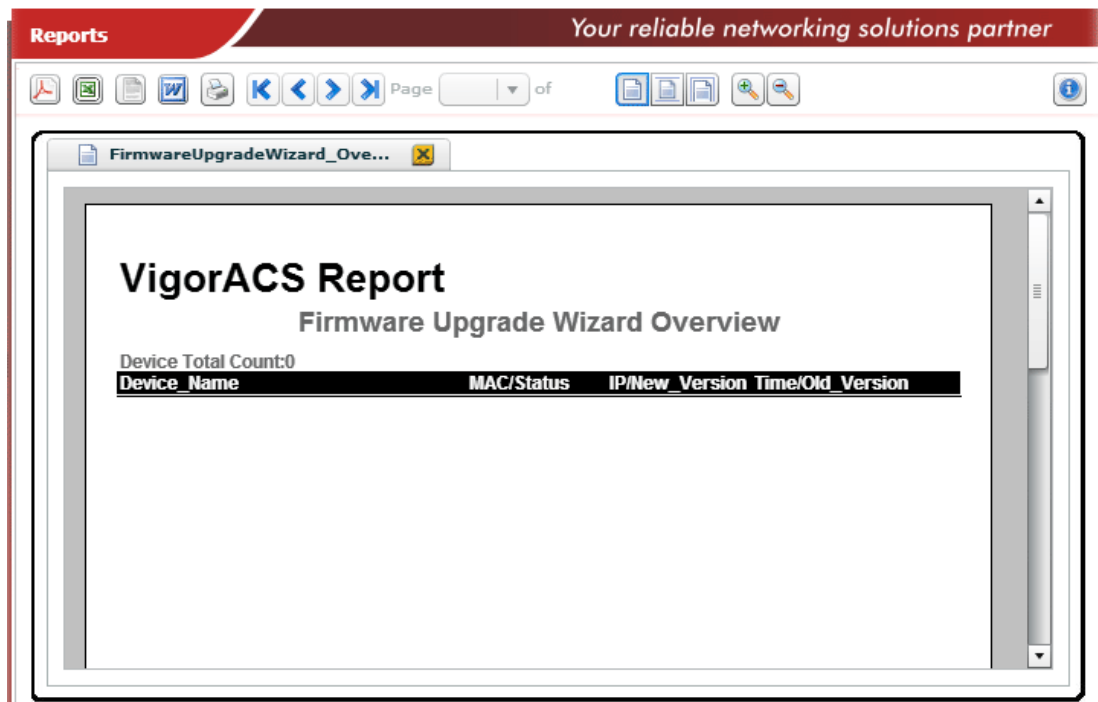 Reports
Your reliable networking solutions partner
Page of
FirmwareUpgradeWizard_Ove...
VigorACS Report
Firmware Upgrade Wizard Overview
Device Total Count:0
Device_Name MAC/Status IP/New_Version Time/Old_Version